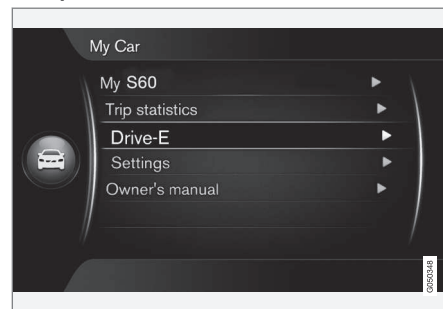 My Car
My S60
Trip statistics
Drive-E
Settings
Owner's manual
G050348